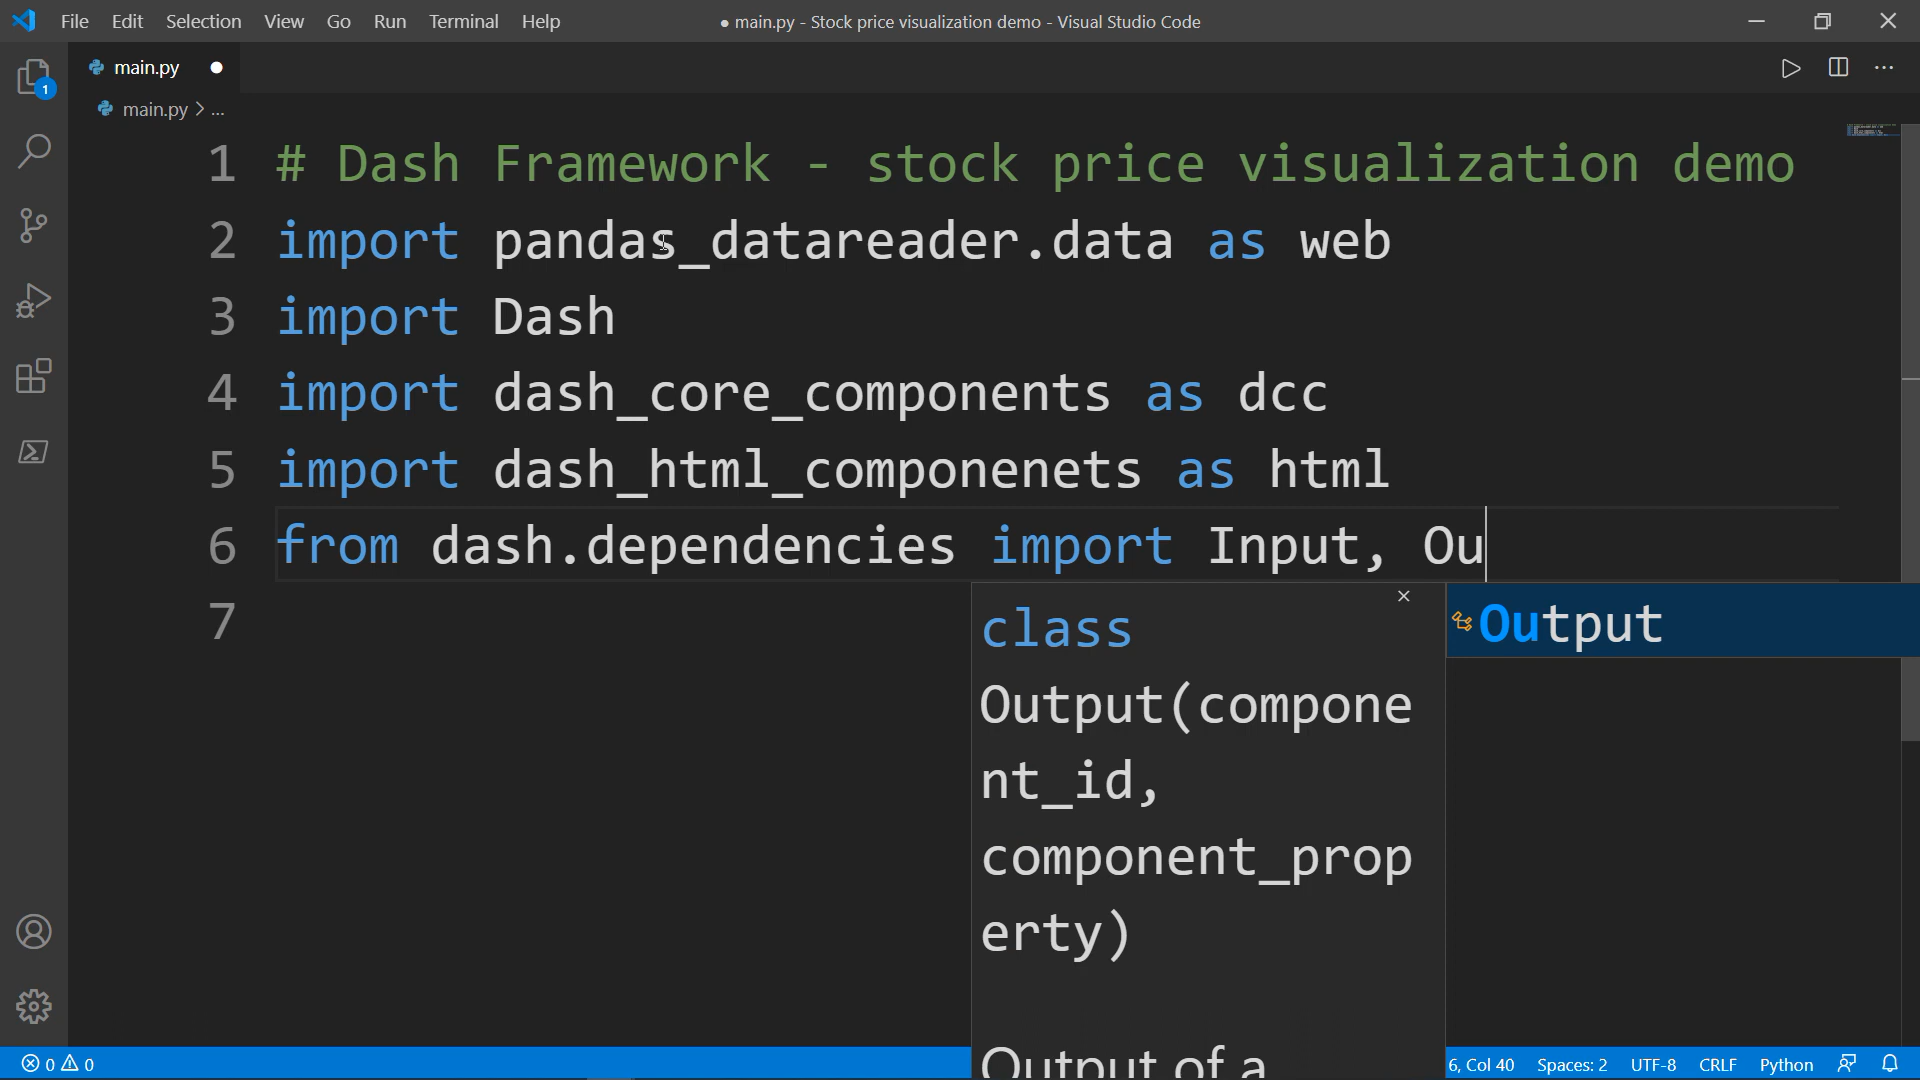 File Edit Selection View Go Run Terminal Help ● main.py - Stock price visualization demo - Visual Studio Code
main.py
1
main.py > ...
1 # Dash Framework - stock price visualization demo
2 import pandas_datareader.data as web
3 import Dash
4 import dash_core_components as dcc
5 import dash_html_componenets as html
6 from dash.dependencies import Input, Ou
7
Output
class
Output(compone
nt_id,
component_prop
erty)
Output of a
0 0 6, Col 40 Spaces: 2 UTF-8 CRLF Python